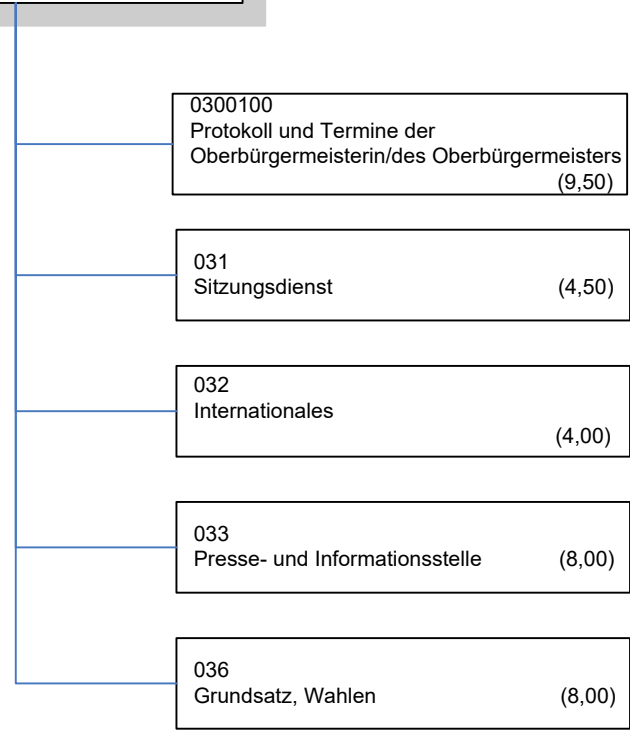 0300100
Protokoll und Termine der
Oberbürgermeisterin/des Oberbürgermeisters
(9,50)
031
Sitzungsdienst (4,50)
032
Internationales
(4,00)
033
Presse- und Informationsstelle (8,00)
036
Grundsatz, Wahlen (8,00)